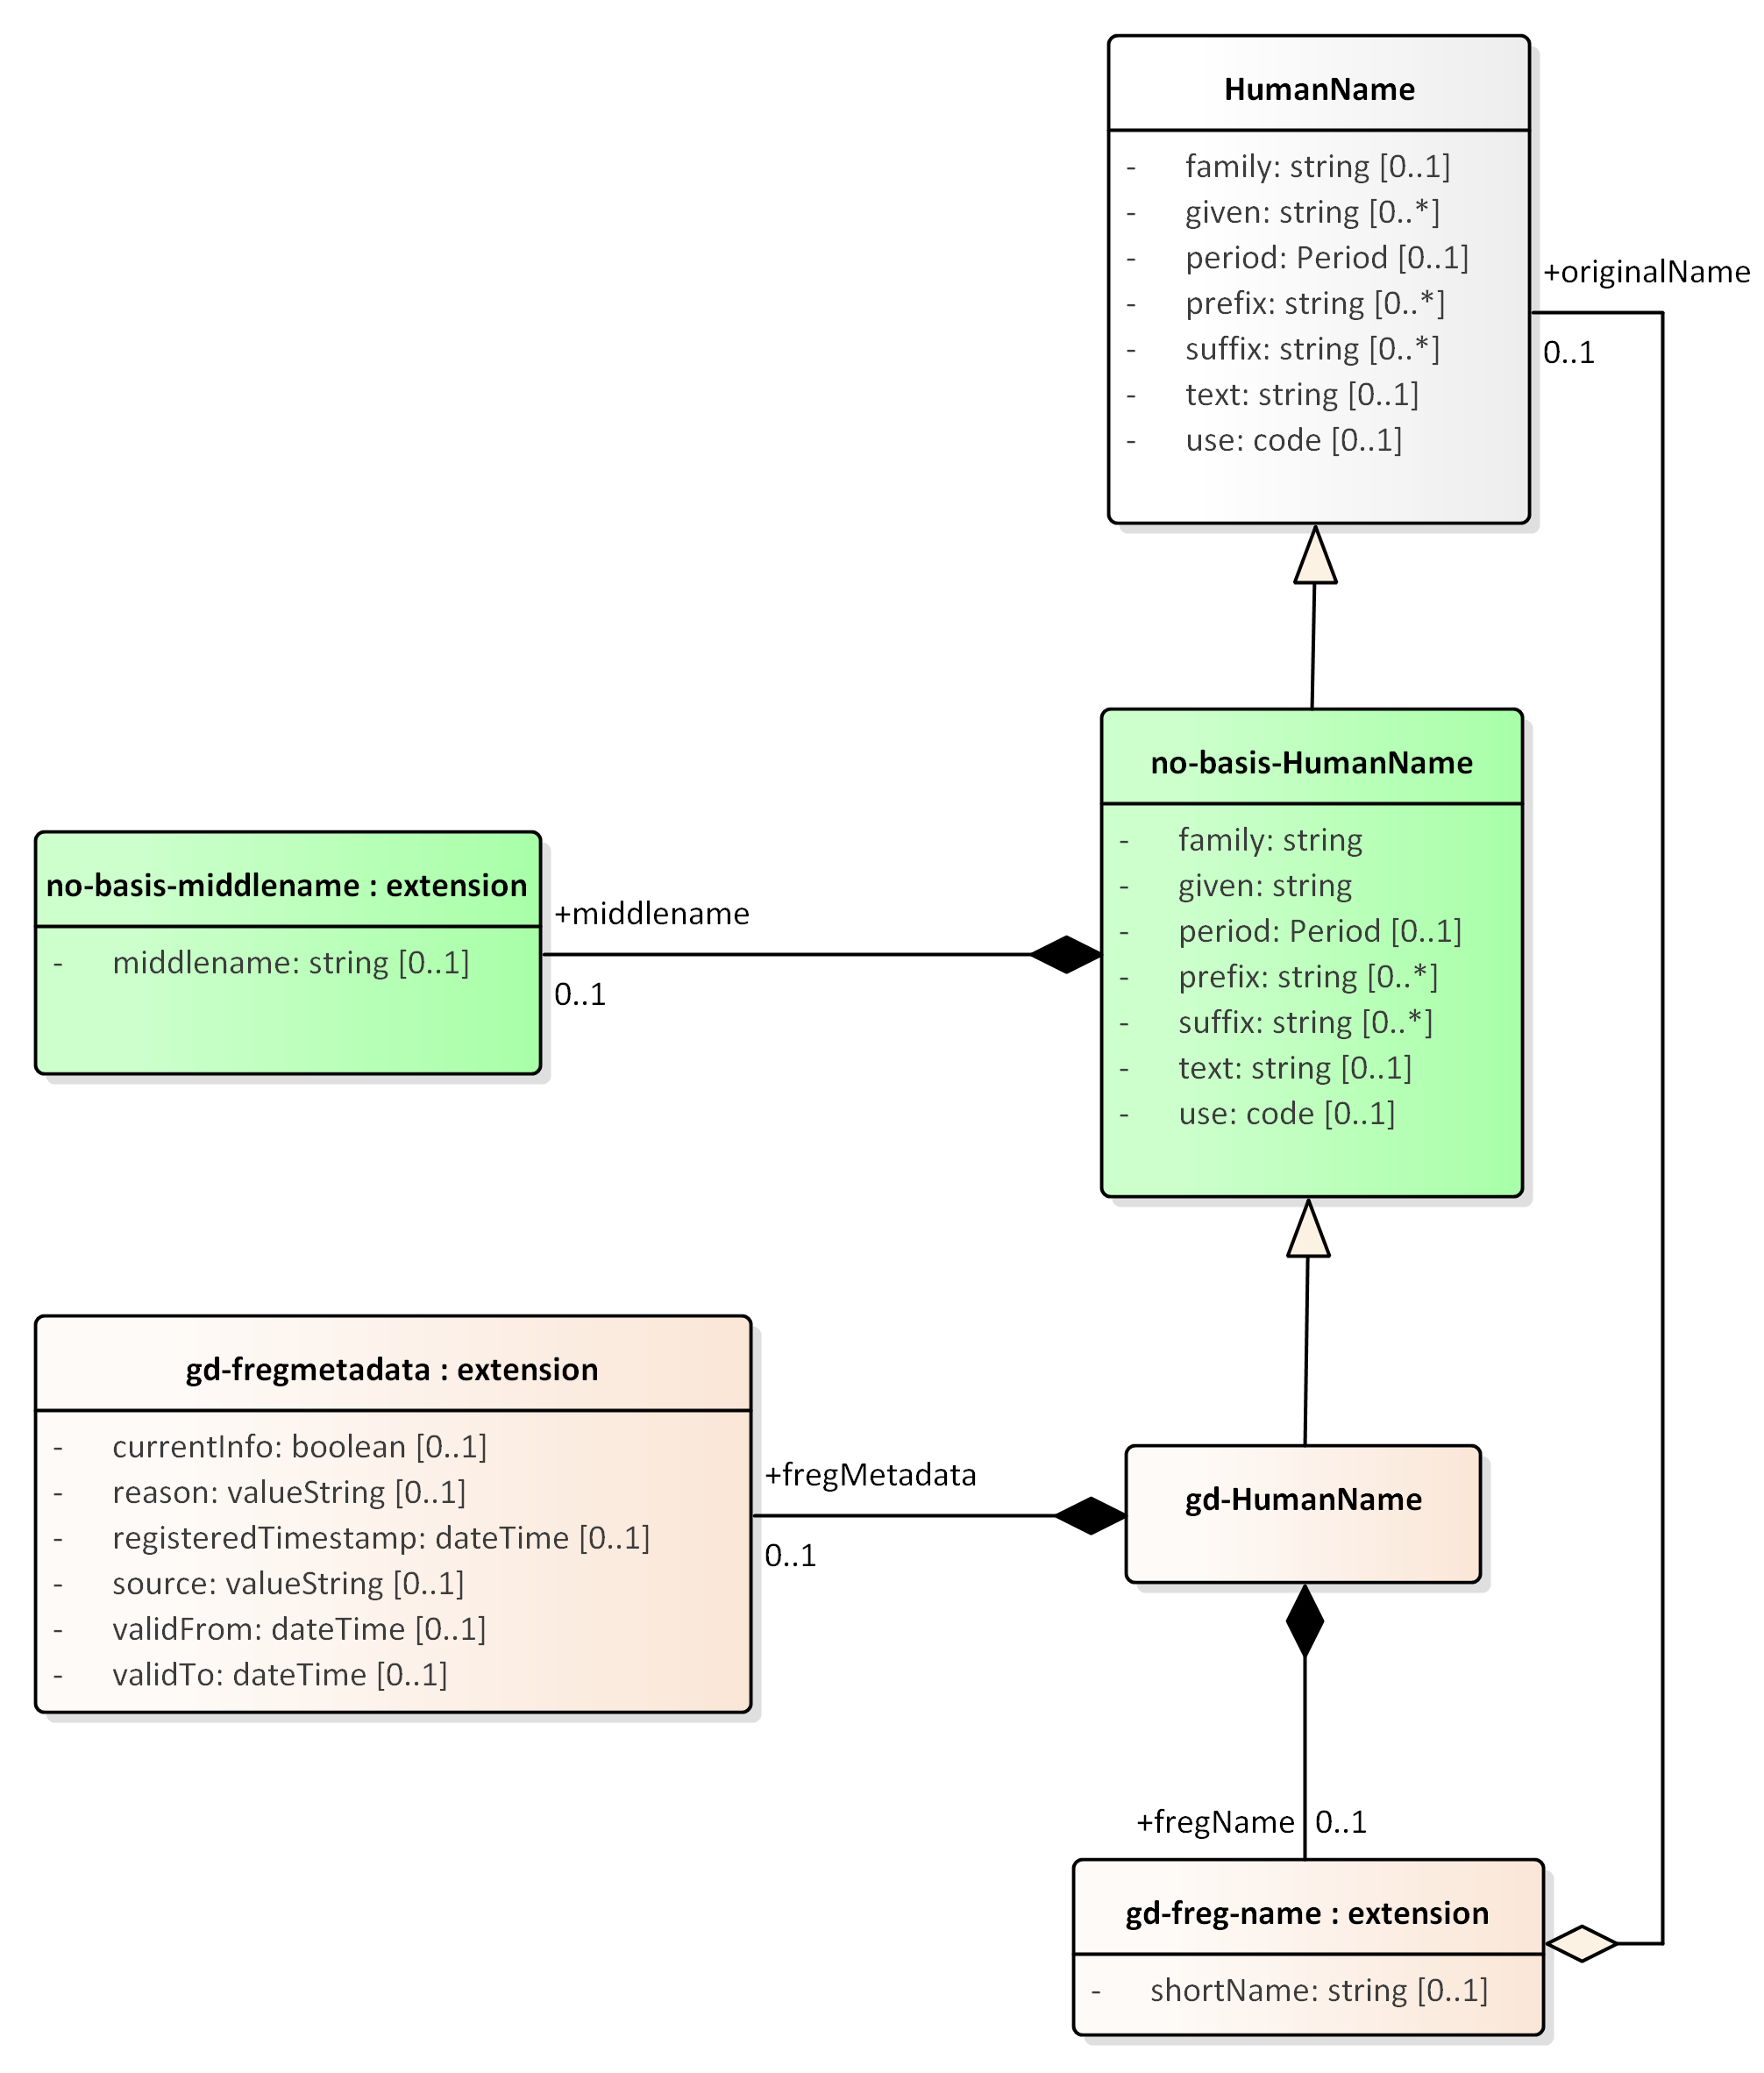 HumanName
- family: string [0..1]
- given: string [0..*]
- period: Period [0..1]
- prefix: string [0..*]
- suffix: string [0..*]
- text: string [0..1]
- use: code [0..1]
+originalName
0..1
no-basis-HumanName
- family: string
- given: string
- period: Period [0..1]
- prefix: string [0..*]
- suffix: string [0..*]
- text: string [0..1]
- use: code [0..1]
no-basis-middlename : extension
- middlename: string [0..1]
+middlename
0..1
gd-fregmetadata : extension
- currentInfo: boolean [0..1]
- reason: valueString [0..1]
- registeredTimestamp: dateTime [0..1]
- source: valueString [0..1]
- validFrom: dateTime [0..1]
- validTo: dateTime [0..1]
+fregMetadata
0..1
gd-HumanName
+fregName 0..1
gd-freg-name : extension
- shortName: string [0..1]